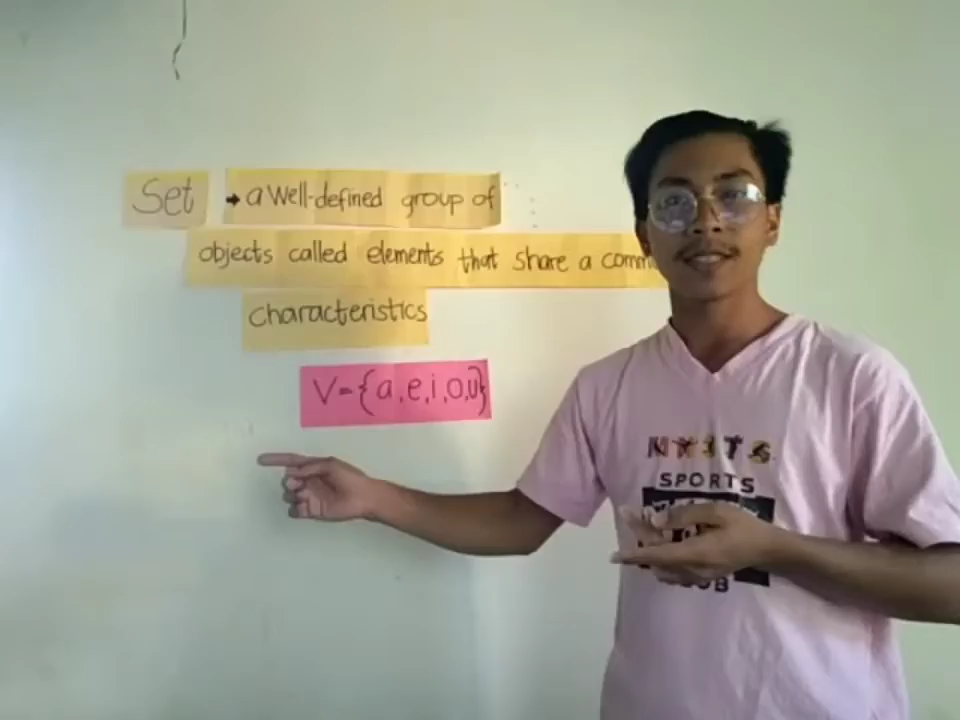 Set → a Well-defined group of
objects called elements that share a comm
characteristics
V={a,e,i,o,u}
SPORTS